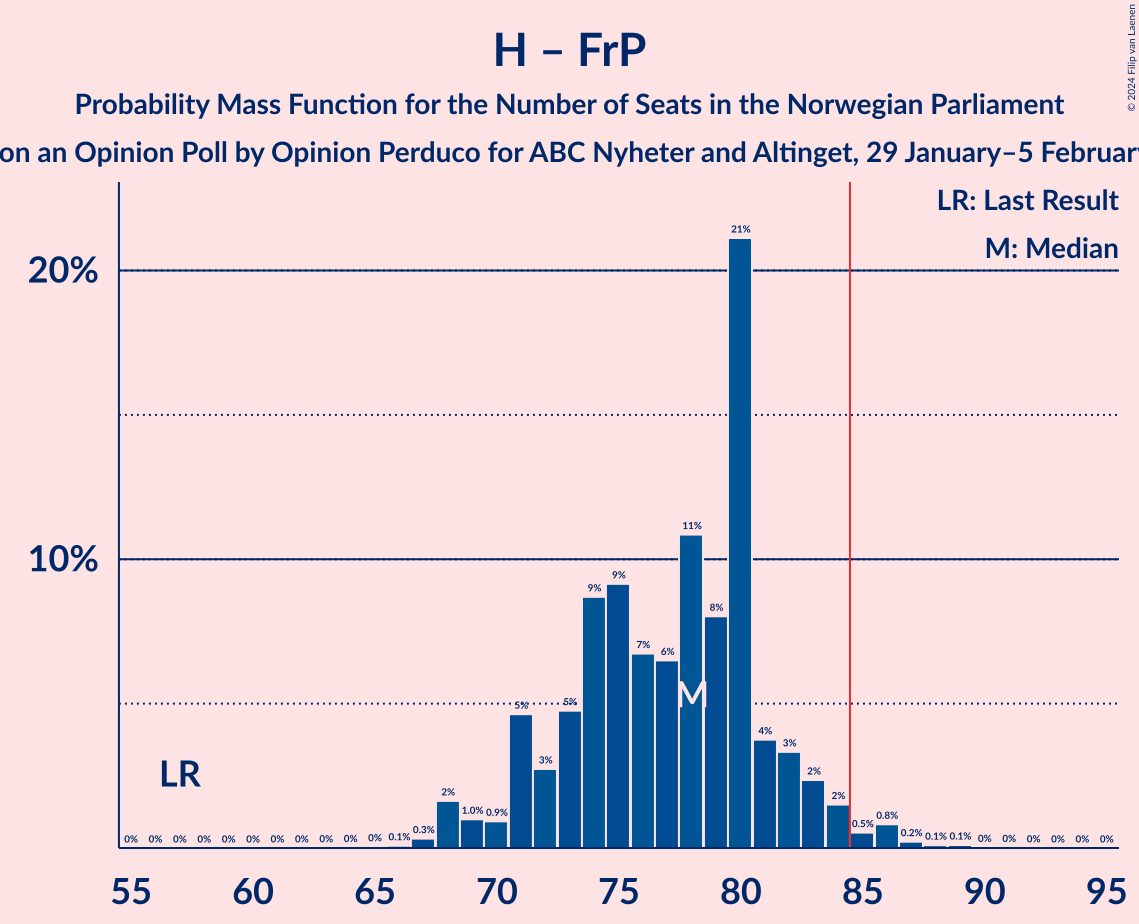 H – FrP
Probability Mass Function for the Number of Seats in the Norwegian Parliament
on an Opinion Poll by Opinion Perduco for ABC Nyheter and Altinget, 29 January–5 February
© 2024 Filip van Laenen
LR: Last Result
M: Median
20%
10%
0% 0% 0% 0% 0% 0% 0% 0% 0% 0% 0% 0.1% 0.3% 2% 1.0% 0.9% 5% 3% 5% 9% 9% 7% 6% 11% 8% 21% 4% 3% 2% 2% 0.5% 0.8% 0.2% 0.1% 0.1% 0% 0% 0% 0% 0% 0%
LR
M
55 60 65 70 75 80 85 90 95